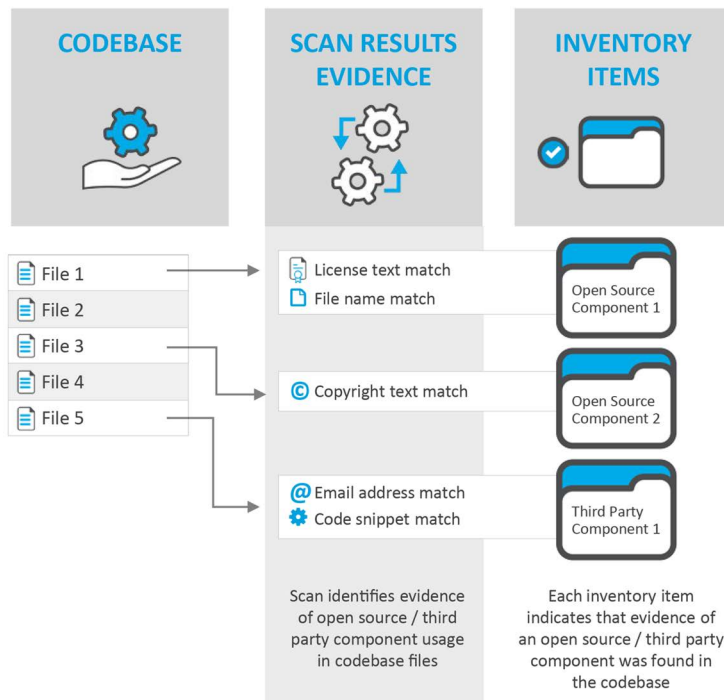 CODEBASE
SCAN RESULTS
EVIDENCE
INVENTORY
ITEMS
File 1
File 2
File 3
File 4
File 5
License text match
File name match
© Copyright text match
@ Email address match
Code snippet match
Open Source
Component 1
Open Source
Component 2
Third Party
Component 1
Scan identifies evidence
of open source / third
party component usage
in codebase files
Each inventory item
indicates that evidence of
an open source / third party
component was found in
the codebase